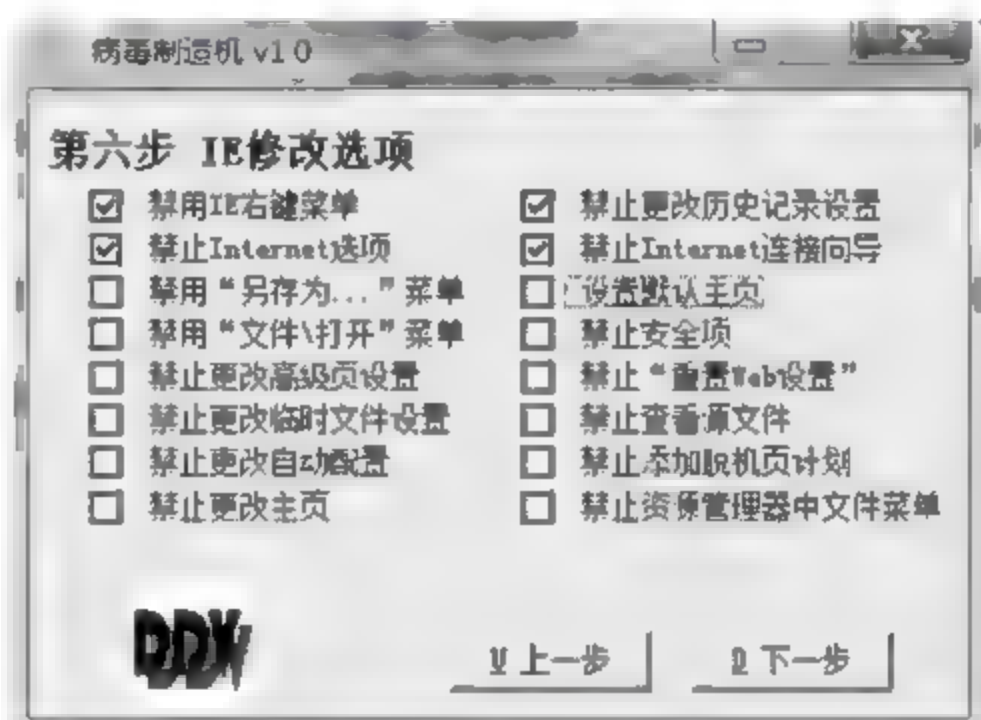 病毒制造机 v1.0
第六步 IE修改选项
禁用IE右键菜单
禁止更改历史记录设置
禁止Internet选项
禁止Internet连接向导
禁用“另存为...”菜单
设置默认主页
禁用“文件\打开”菜单
禁止安全项
禁止更改高级页设置
禁止“重置Web设置”
禁止更改临时文件设置
禁止查看源文件
禁止更改自动配置
禁止添加脱机页计划
禁止更改主页
禁止资源管理器中文件菜单
上一步
下一步